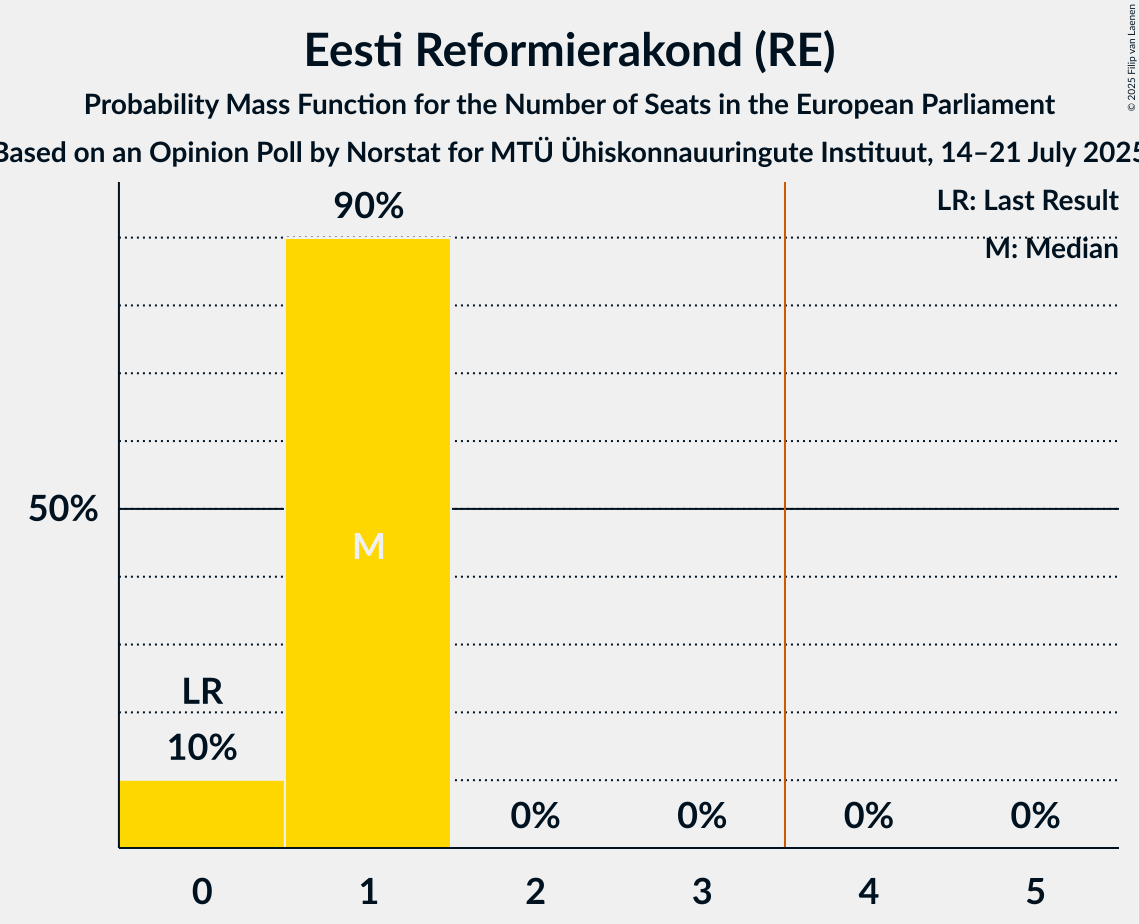 Eesti Reformierakond (RE)
Probability Mass Function for the Number of Seats in the European Parliament
Based on an Opinion Poll by Norstat for MTÜ Ühiskonnauuringute Instituut, 14–21 July 2025
© 2025 Filip van Laenen
LR: Last Result
M: Median
90%
50%
M
LR
10%
0%
0%
0%
0%
0
1
2
3
4
5